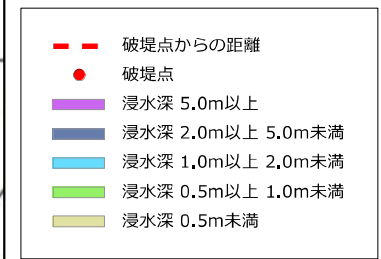 破堤点からの距離
破堤点
浸水深 5.0m以上
浸水深 2.0m以上 5.0m未満
浸水深 1.0m以上 2.0m未満
浸水深 0.5m以上 1.0m未満
浸水深 0.5m未満